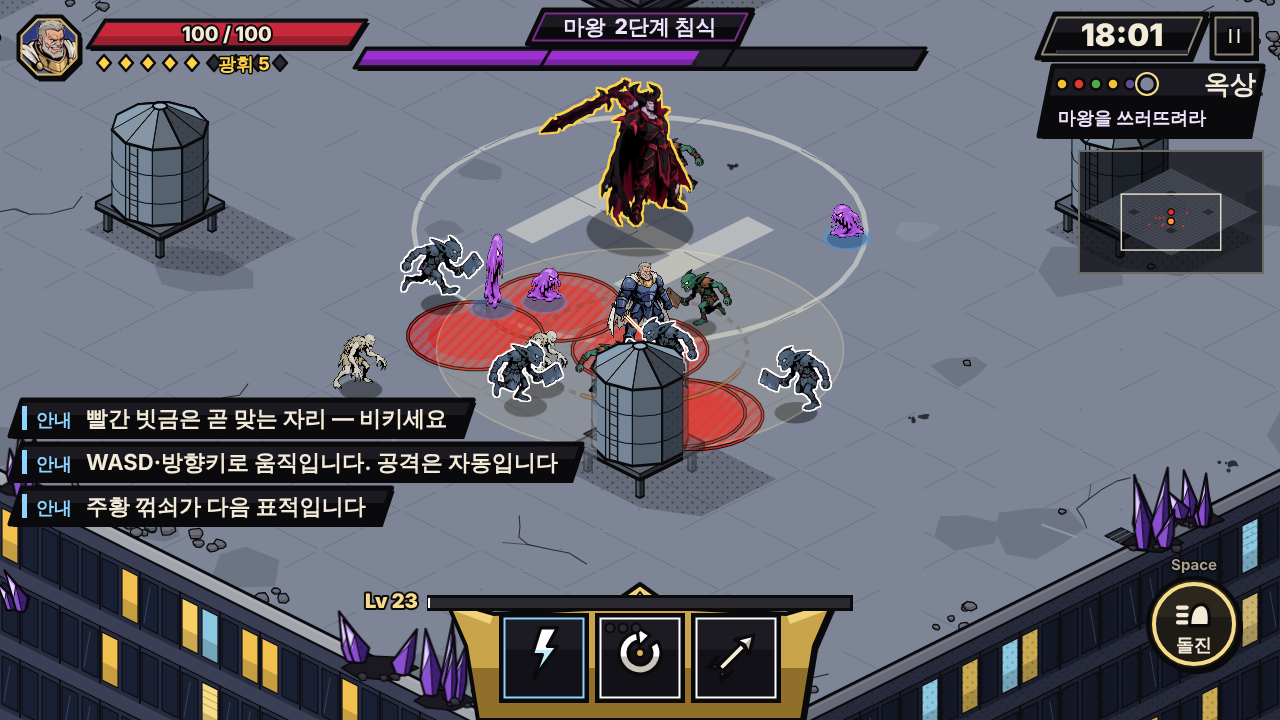 100 / 100
광휘 5
마왕 2단계 침식
18:01
옥상
마왕을 쓰러뜨려라
안내 빨간 빗금은 곧 맞는 자리 — 비키세요
안내 WASD·방향키로 움직입니다. 공격은 자동입니다
안내 주황 꺾쇠가 다음 표적입니다
Lv 23
Space
돌진